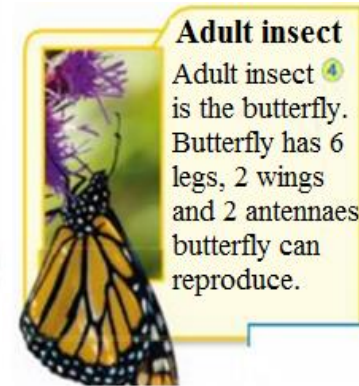 Adult insect
Adult insect 4
is the butterfly.
Butterfly has 6
legs, 2 wings
and 2 antennaes
butterfly can
reproduce.